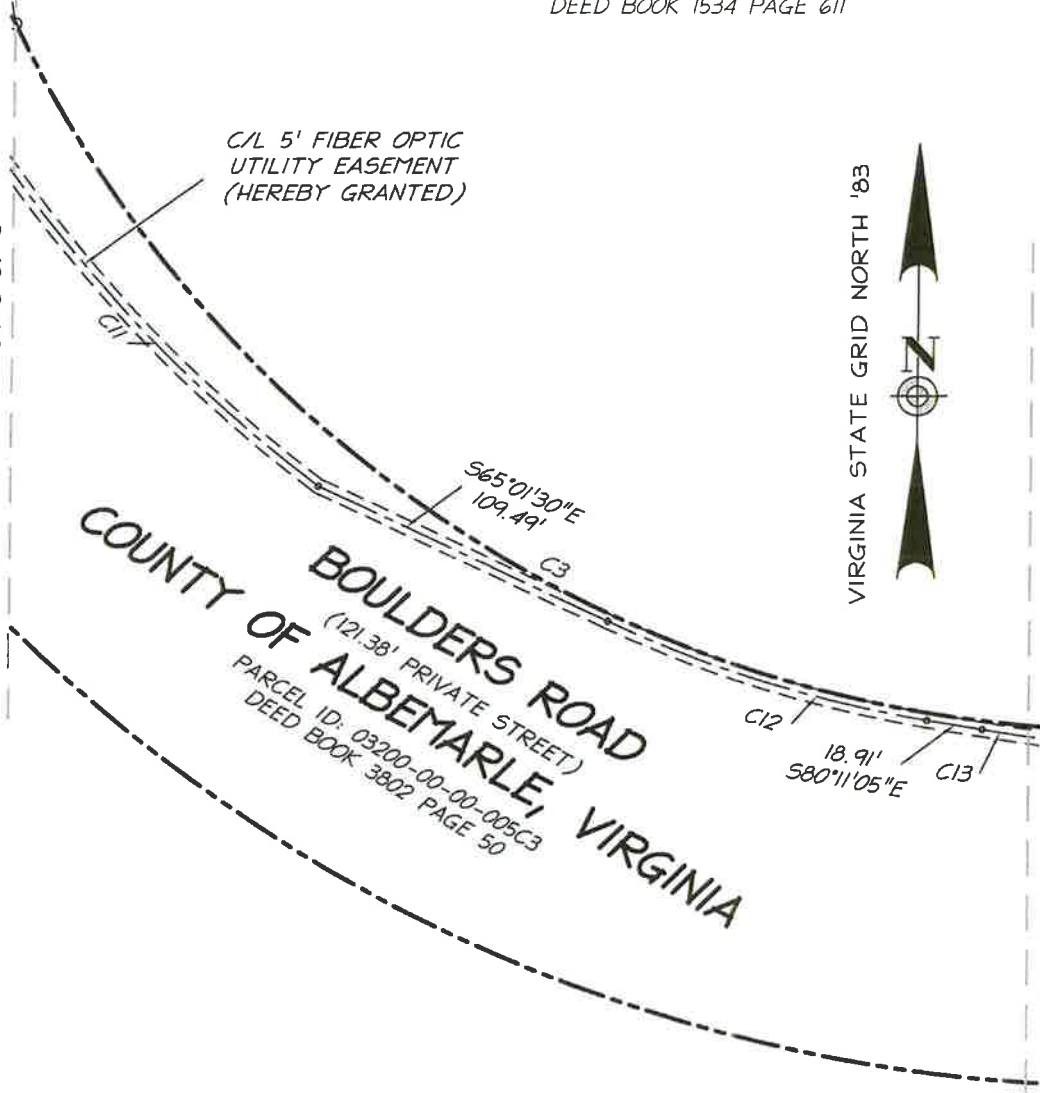 DEED BOOK 1534 PAGE 611
C/L 5' FIBER OPTIC
UTILITY EASEMENT
(HEREBY GRANTED)
VIRGINIA STATE GRID NORTH '83
N
C11
S65°01'30"E
109.49'
C3
BOULDERS ROAD
(121.38' PRIVATE STREET)
COUNTY OF ALBEMARLE, VIRGINIA
PARCEL ID: 03200-00-00-005C3
DEED BOOK 3802 PAGE 50
C12
18.91'
S80°11'05"E
C13